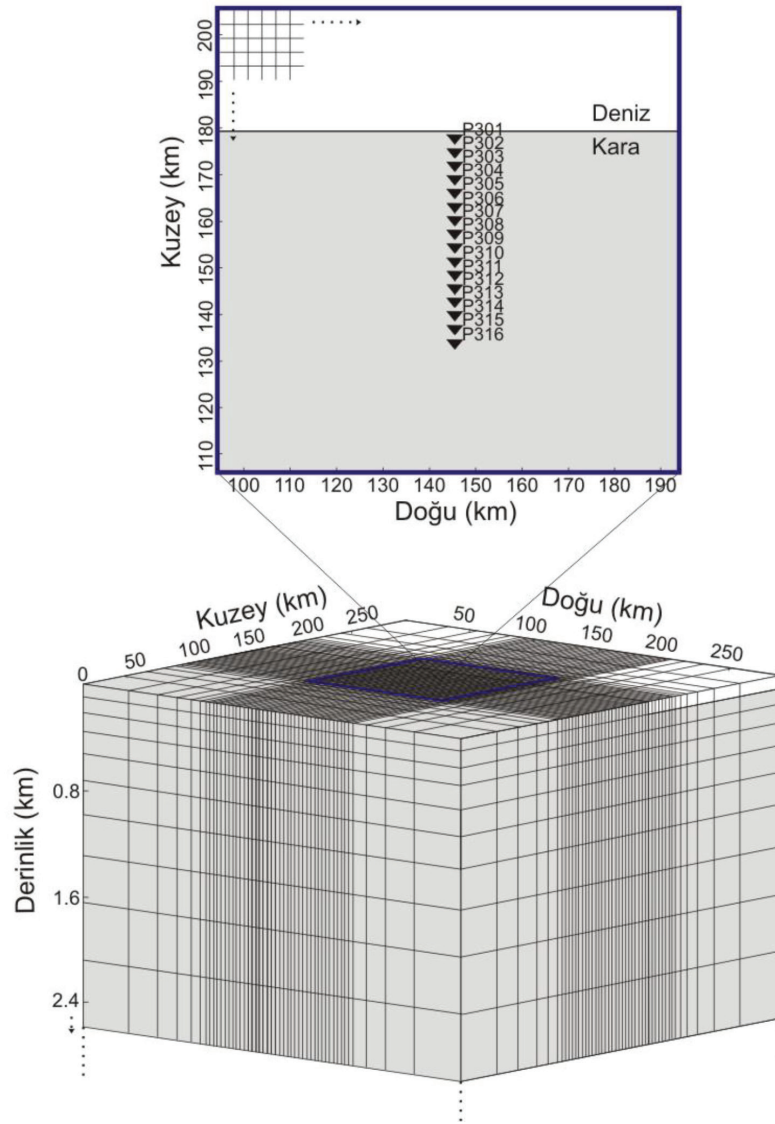 200
190
180
170
160
150
140
130
120
110
Kuzey (km)
Deniz
Kara
P301
P302
P303
P304
P305
P306
P307
P308
P309
P310
P311
P312
P313
P314
P315
P316
100 110 120 130 140 150 160 170 180 190
Doğu (km)
Kuzey (km)
0 50 100 150 200 250
Doğu (km)
50 100 150 200 250
Derinlik (km)
0.8
1.6
2.4